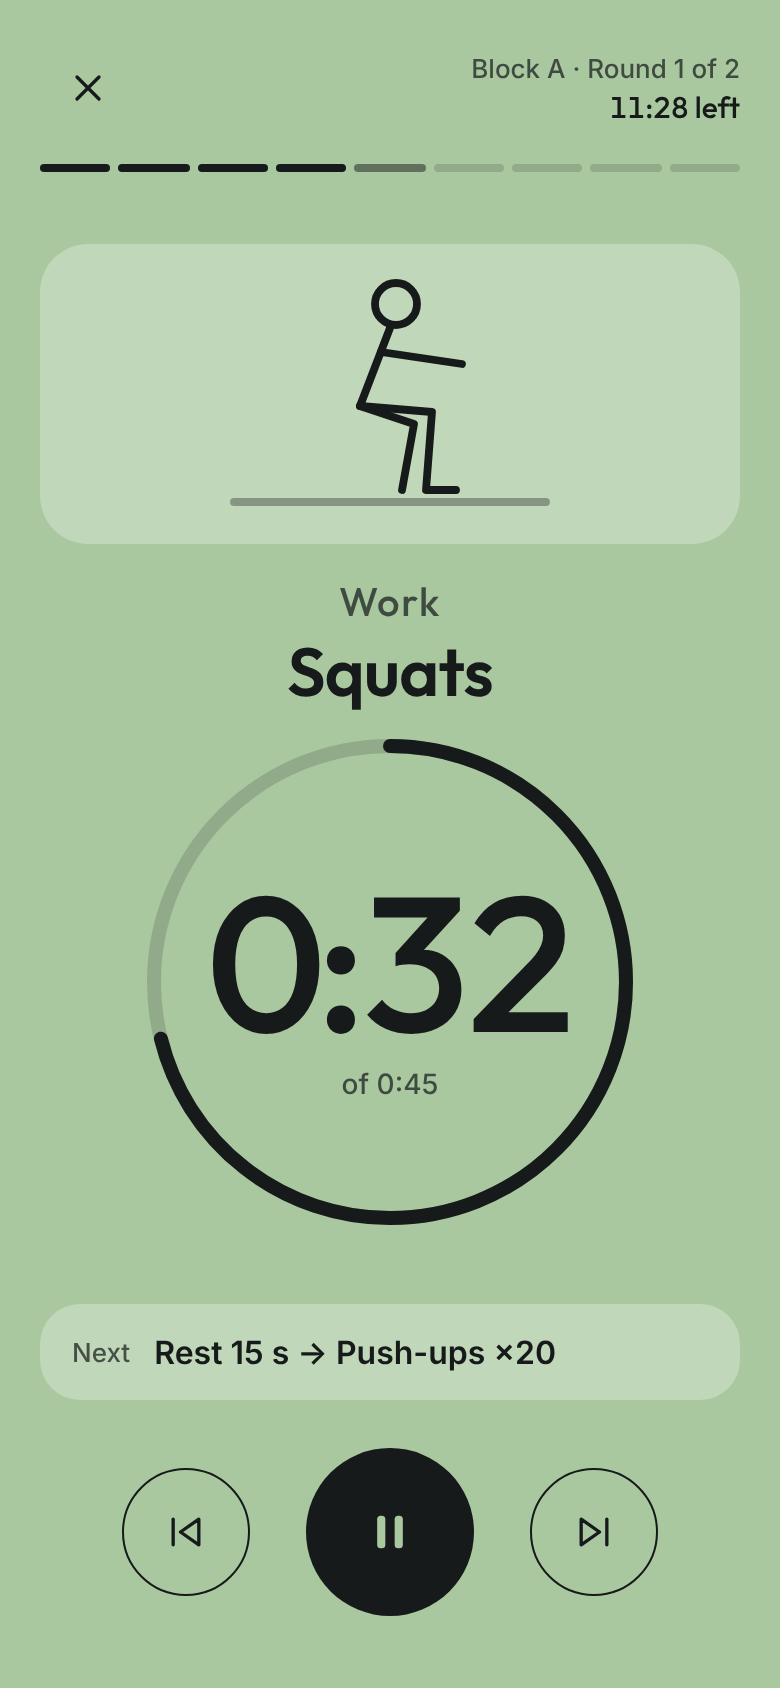 Block A · Round 1 of 2
11:28 left
Work
Squats
0:32
of 0:45
Next Rest 15 s → Push-ups ×20